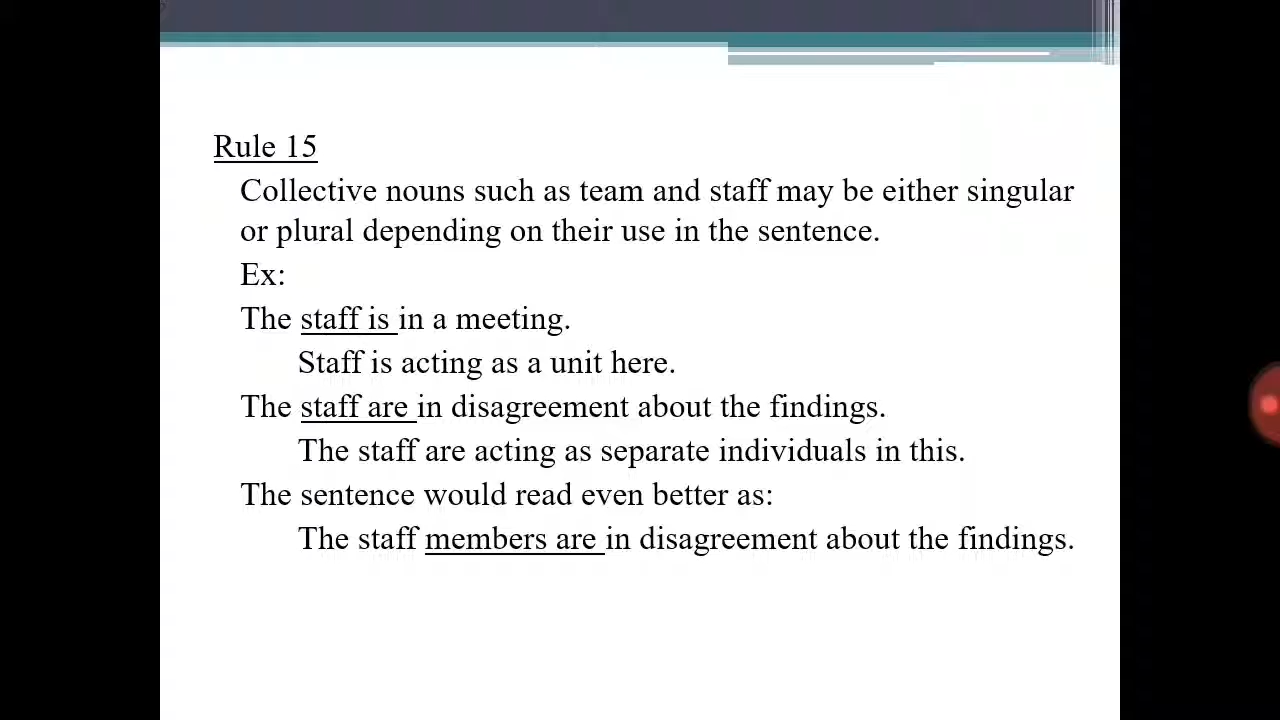 Rule 15
Collective nouns such as team and staff may be either singular
or plural depending on their use in the sentence.
Ex:
The staff is in a meeting.
Staff is acting as a unit here.
The staff are in disagreement about the findings.
The staff are acting as separate individuals in this.
The sentence would read even better as:
The staff members are in disagreement about the findings.